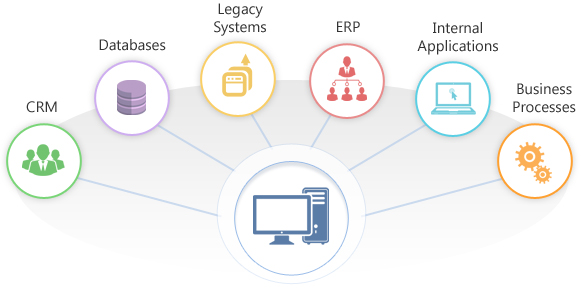 CRM
Databases
Legacy
Systems
ERP
Internal
Applications
Business
Processes